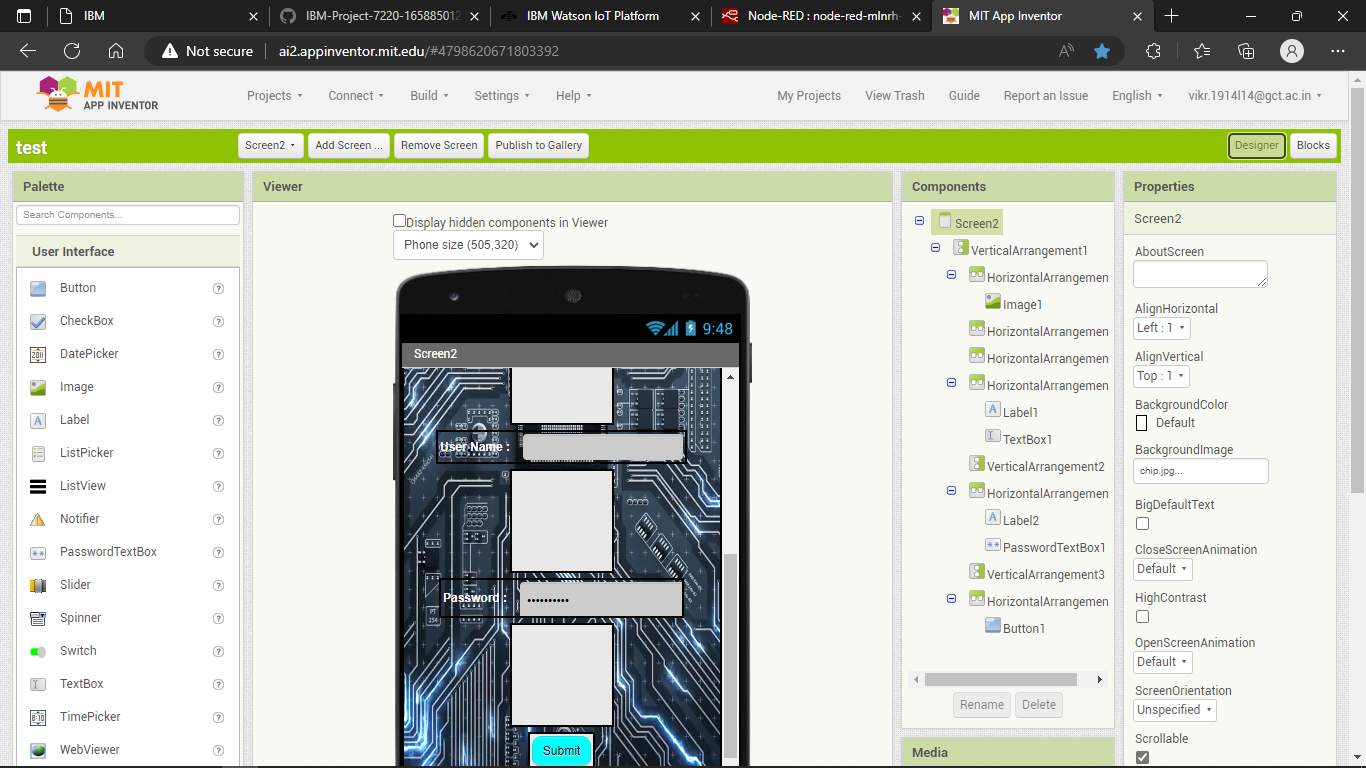 IBM
IBM-Project-7220-165885012
IBM Watson IoT Platform
Node-RED : node-red-mlnrh-
MIT App Inventor
Not secure
ai2.appinventor.mit.edu/#4798620671803392
MIT
APP INVENTOR
Projects
Connect
Build
Settings
Help
My Projects
View Trash
Guide
Report an Issue
English
vikr.1914l14@gct.ac.in
test
Screen2
Add Screen ...
Remove Screen
Publish to Gallery
Designer
Blocks
Palette
Search Components...
User Interface
Button
CheckBox
DatePicker
Image
Label
ListPicker
ListView
Notifier
PasswordTextBox
Slider
Spinner
Switch
TextBox
TimePicker
WebViewer
Viewer
Display hidden components in Viewer
Phone size (505,320)
9:48
Screen2
User Name :
Password :
••••••••••
Submit
Components
Screen2
VerticalArrangement1
HorizontalArrangemen
Image1
HorizontalArrangemen
HorizontalArrangemen
HorizontalArrangemen
Label1
TextBox1
VerticalArrangement2
HorizontalArrangemen
Label2
PasswordTextBox1
VerticalArrangement3
HorizontalArrangemen
Button1
Rename
Delete
Media
Properties
Screen2
AboutScreen
AlignHorizontal
Left : 1
AlignVertical
Top : 1
BackgroundColor
Default
BackgroundImage
chip.jpg...
BigDefaultText
CloseScreenAnimation
Default
HighContrast
OpenScreenAnimation
Default
ScreenOrientation
Unspecified
Scrollable